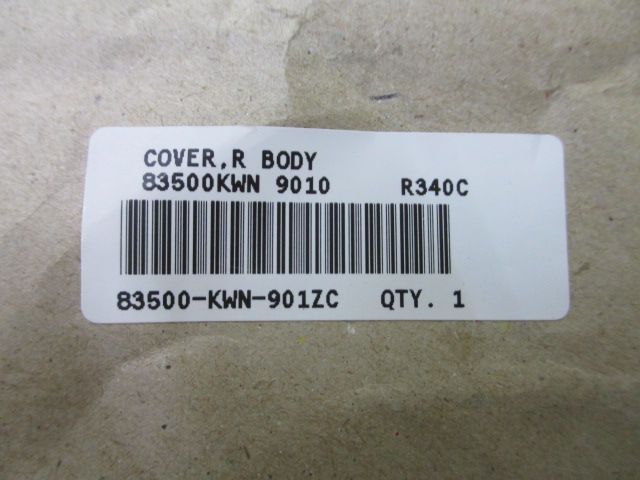 COVER,R BODY
83500KWN 9010 R340C
83500-KWN-901ZC QTY. 1